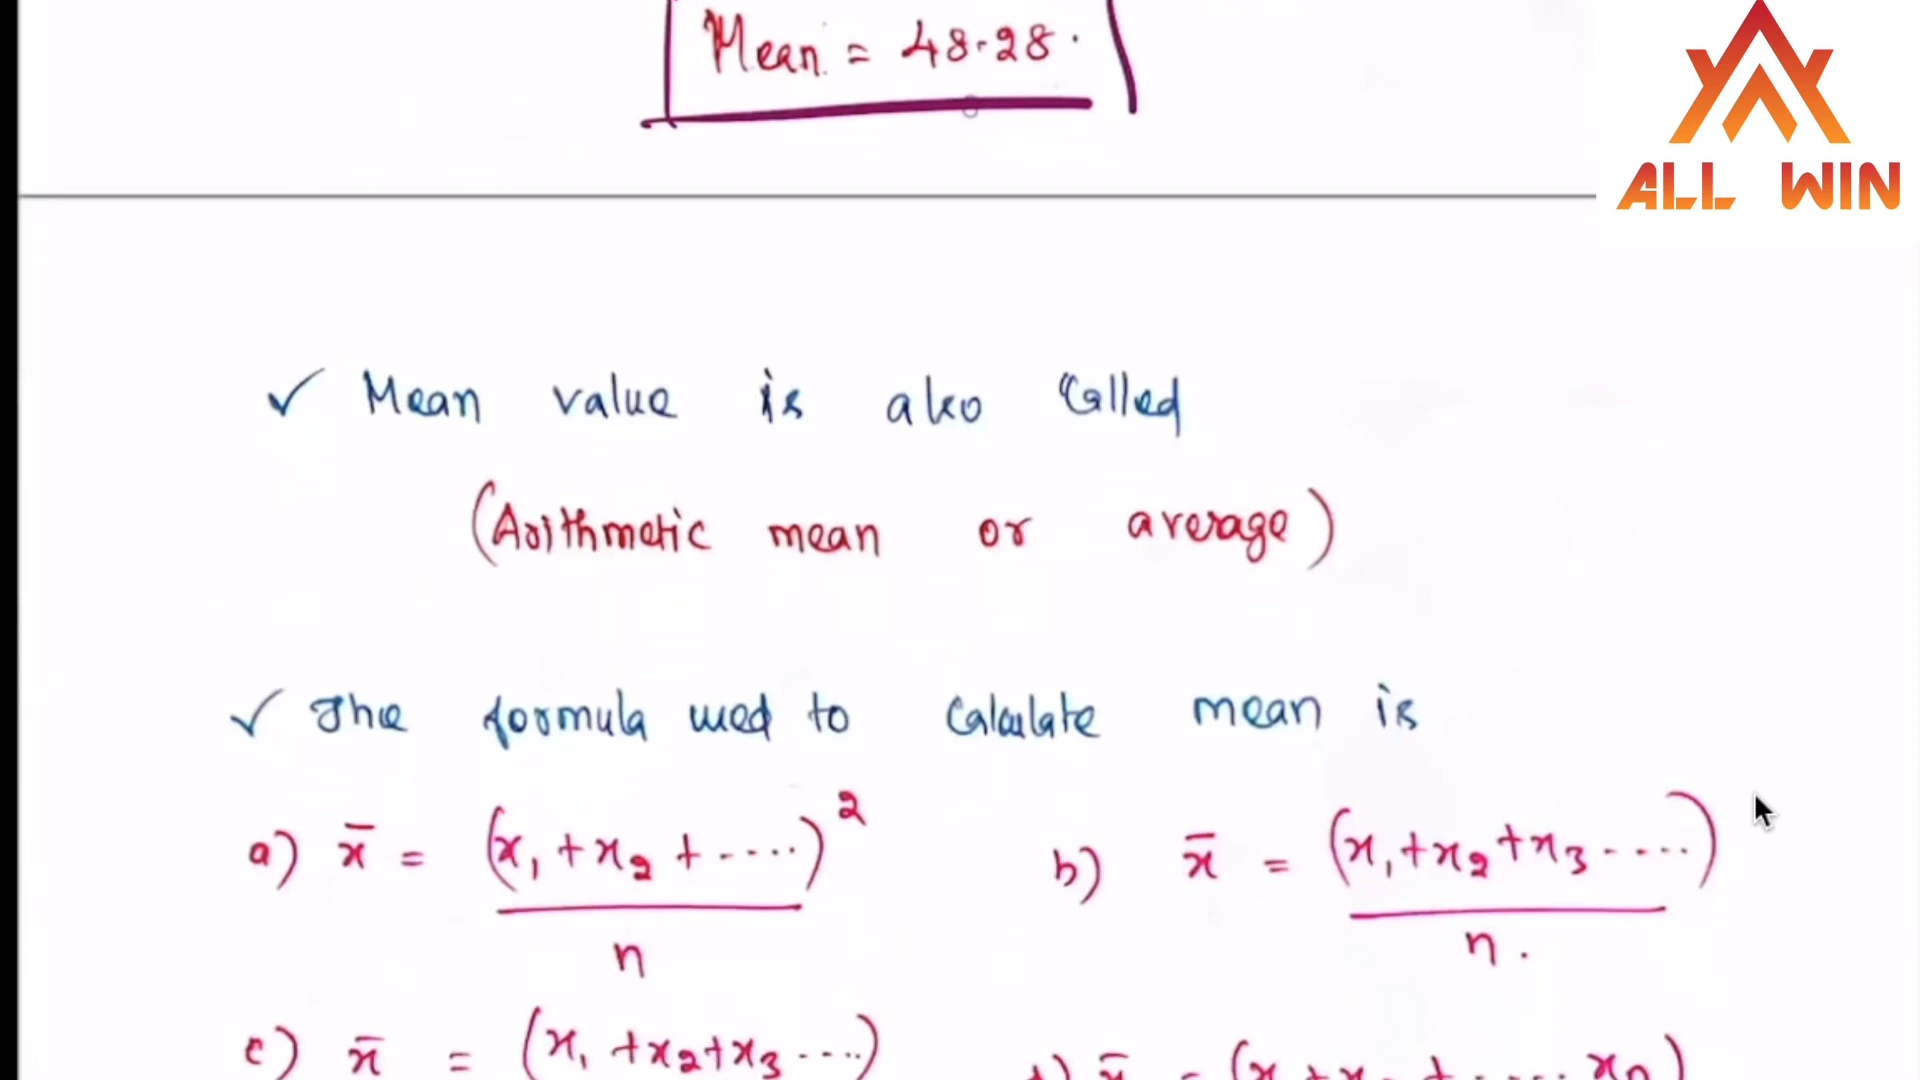 Mean = 48.28.
ALL WIN
✓ Mean value is also Called
(Arithmetic mean or average)
✓ The formula used to Calculate mean is
a) x̄ = (x₁ + x₂ + .....)² / n
b) x̄ = (x₁ + x₂ + x₃ .....) / n.
c) x̄ = (x₁ + x₂ + x₃ ....)